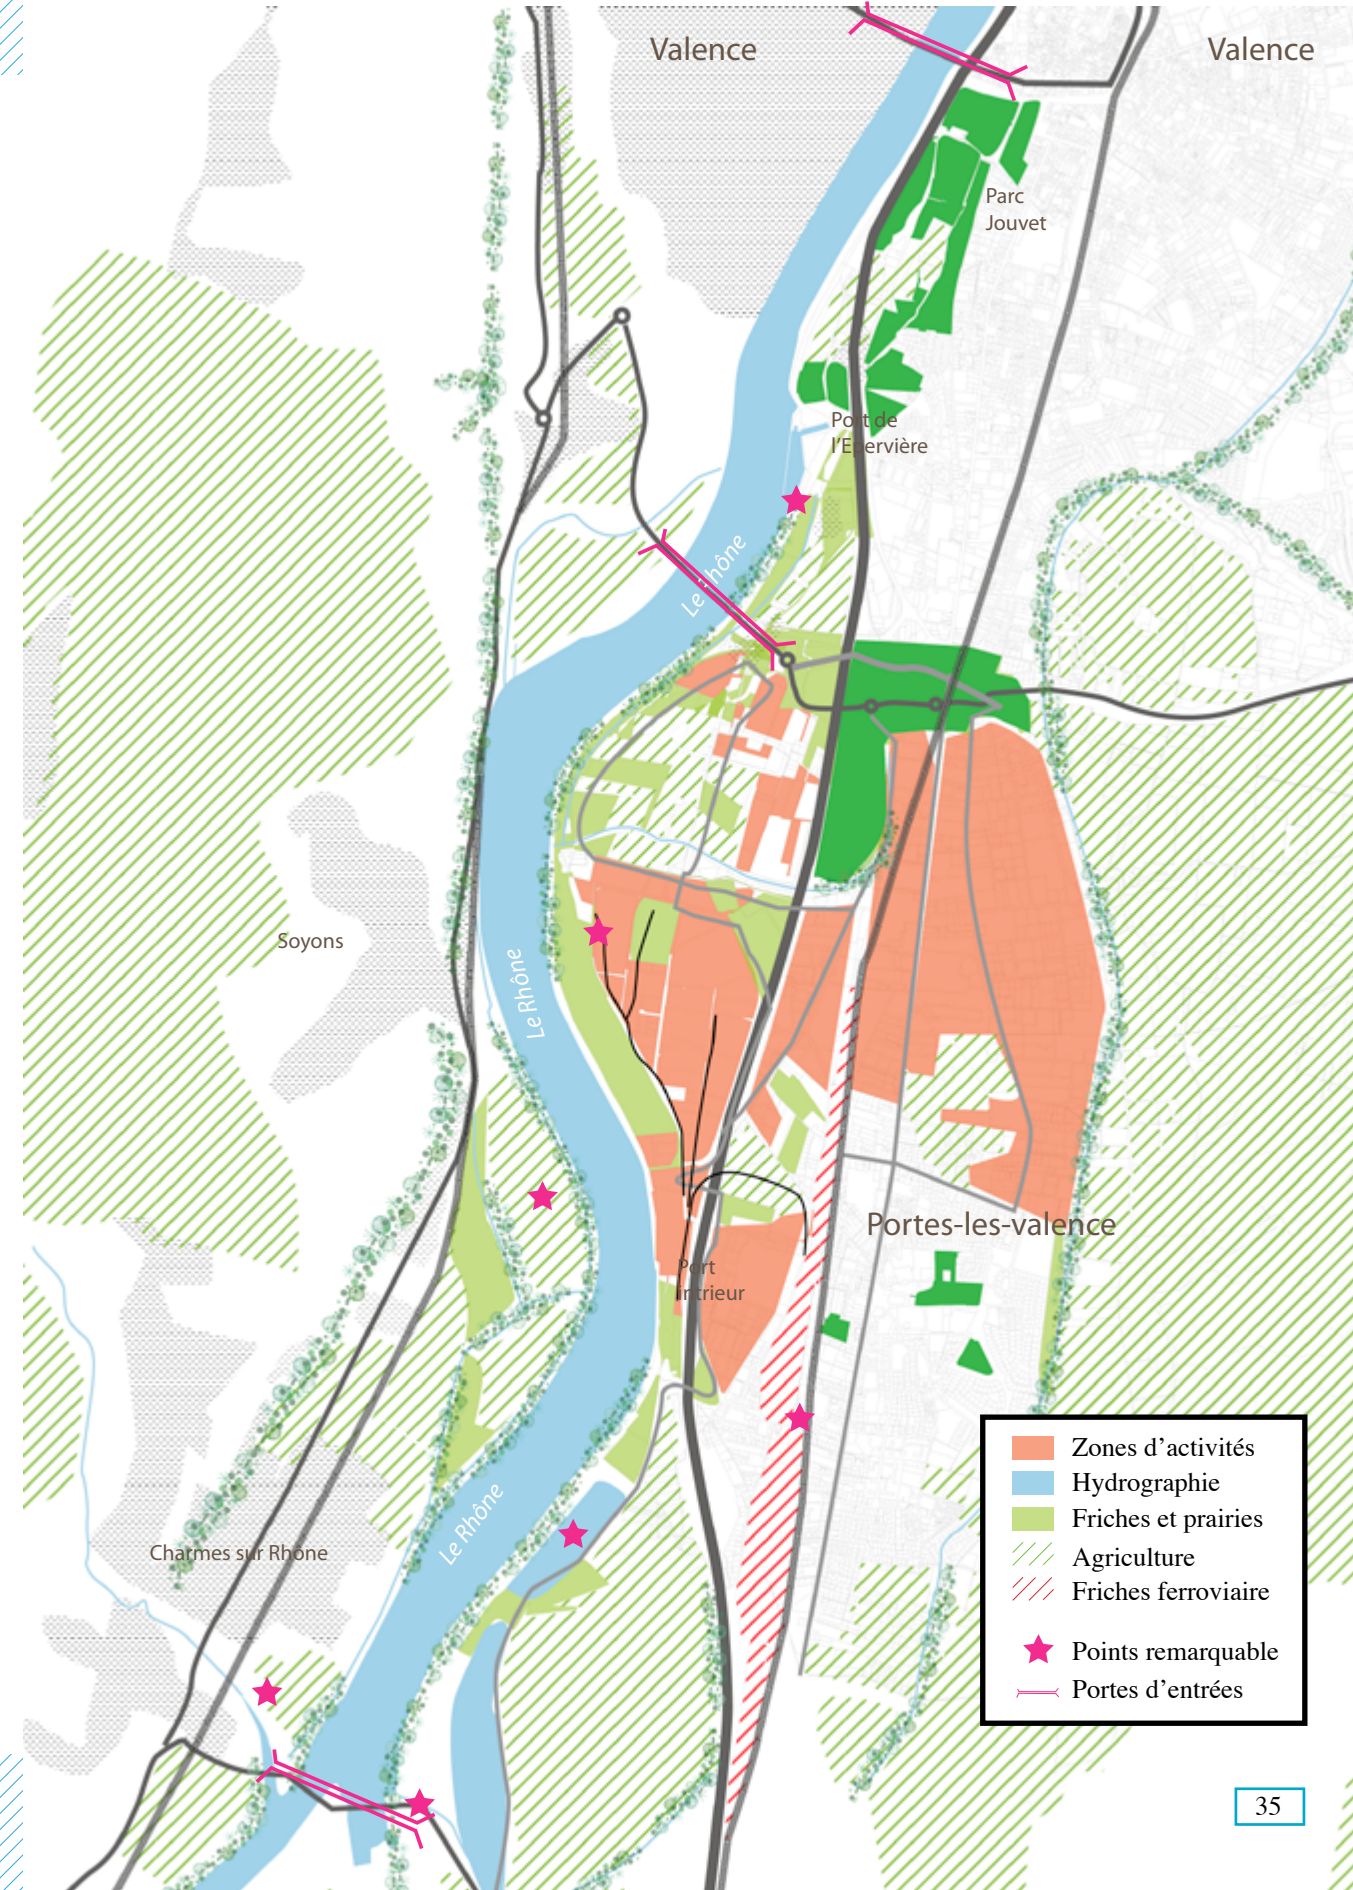 Valence
Valence
Parc
Jouvet
Port de
l'Epervière
Le Rhône
Soyons
Le Rhône
Portes-les-valence
Port
intrieur
Le Rhône
Charmes sur Rhône
Zones d'activités
Hydrographie
Friches et prairies
Agriculture
Friches ferroviaire
Points remarquable
Portes d'entrées
35